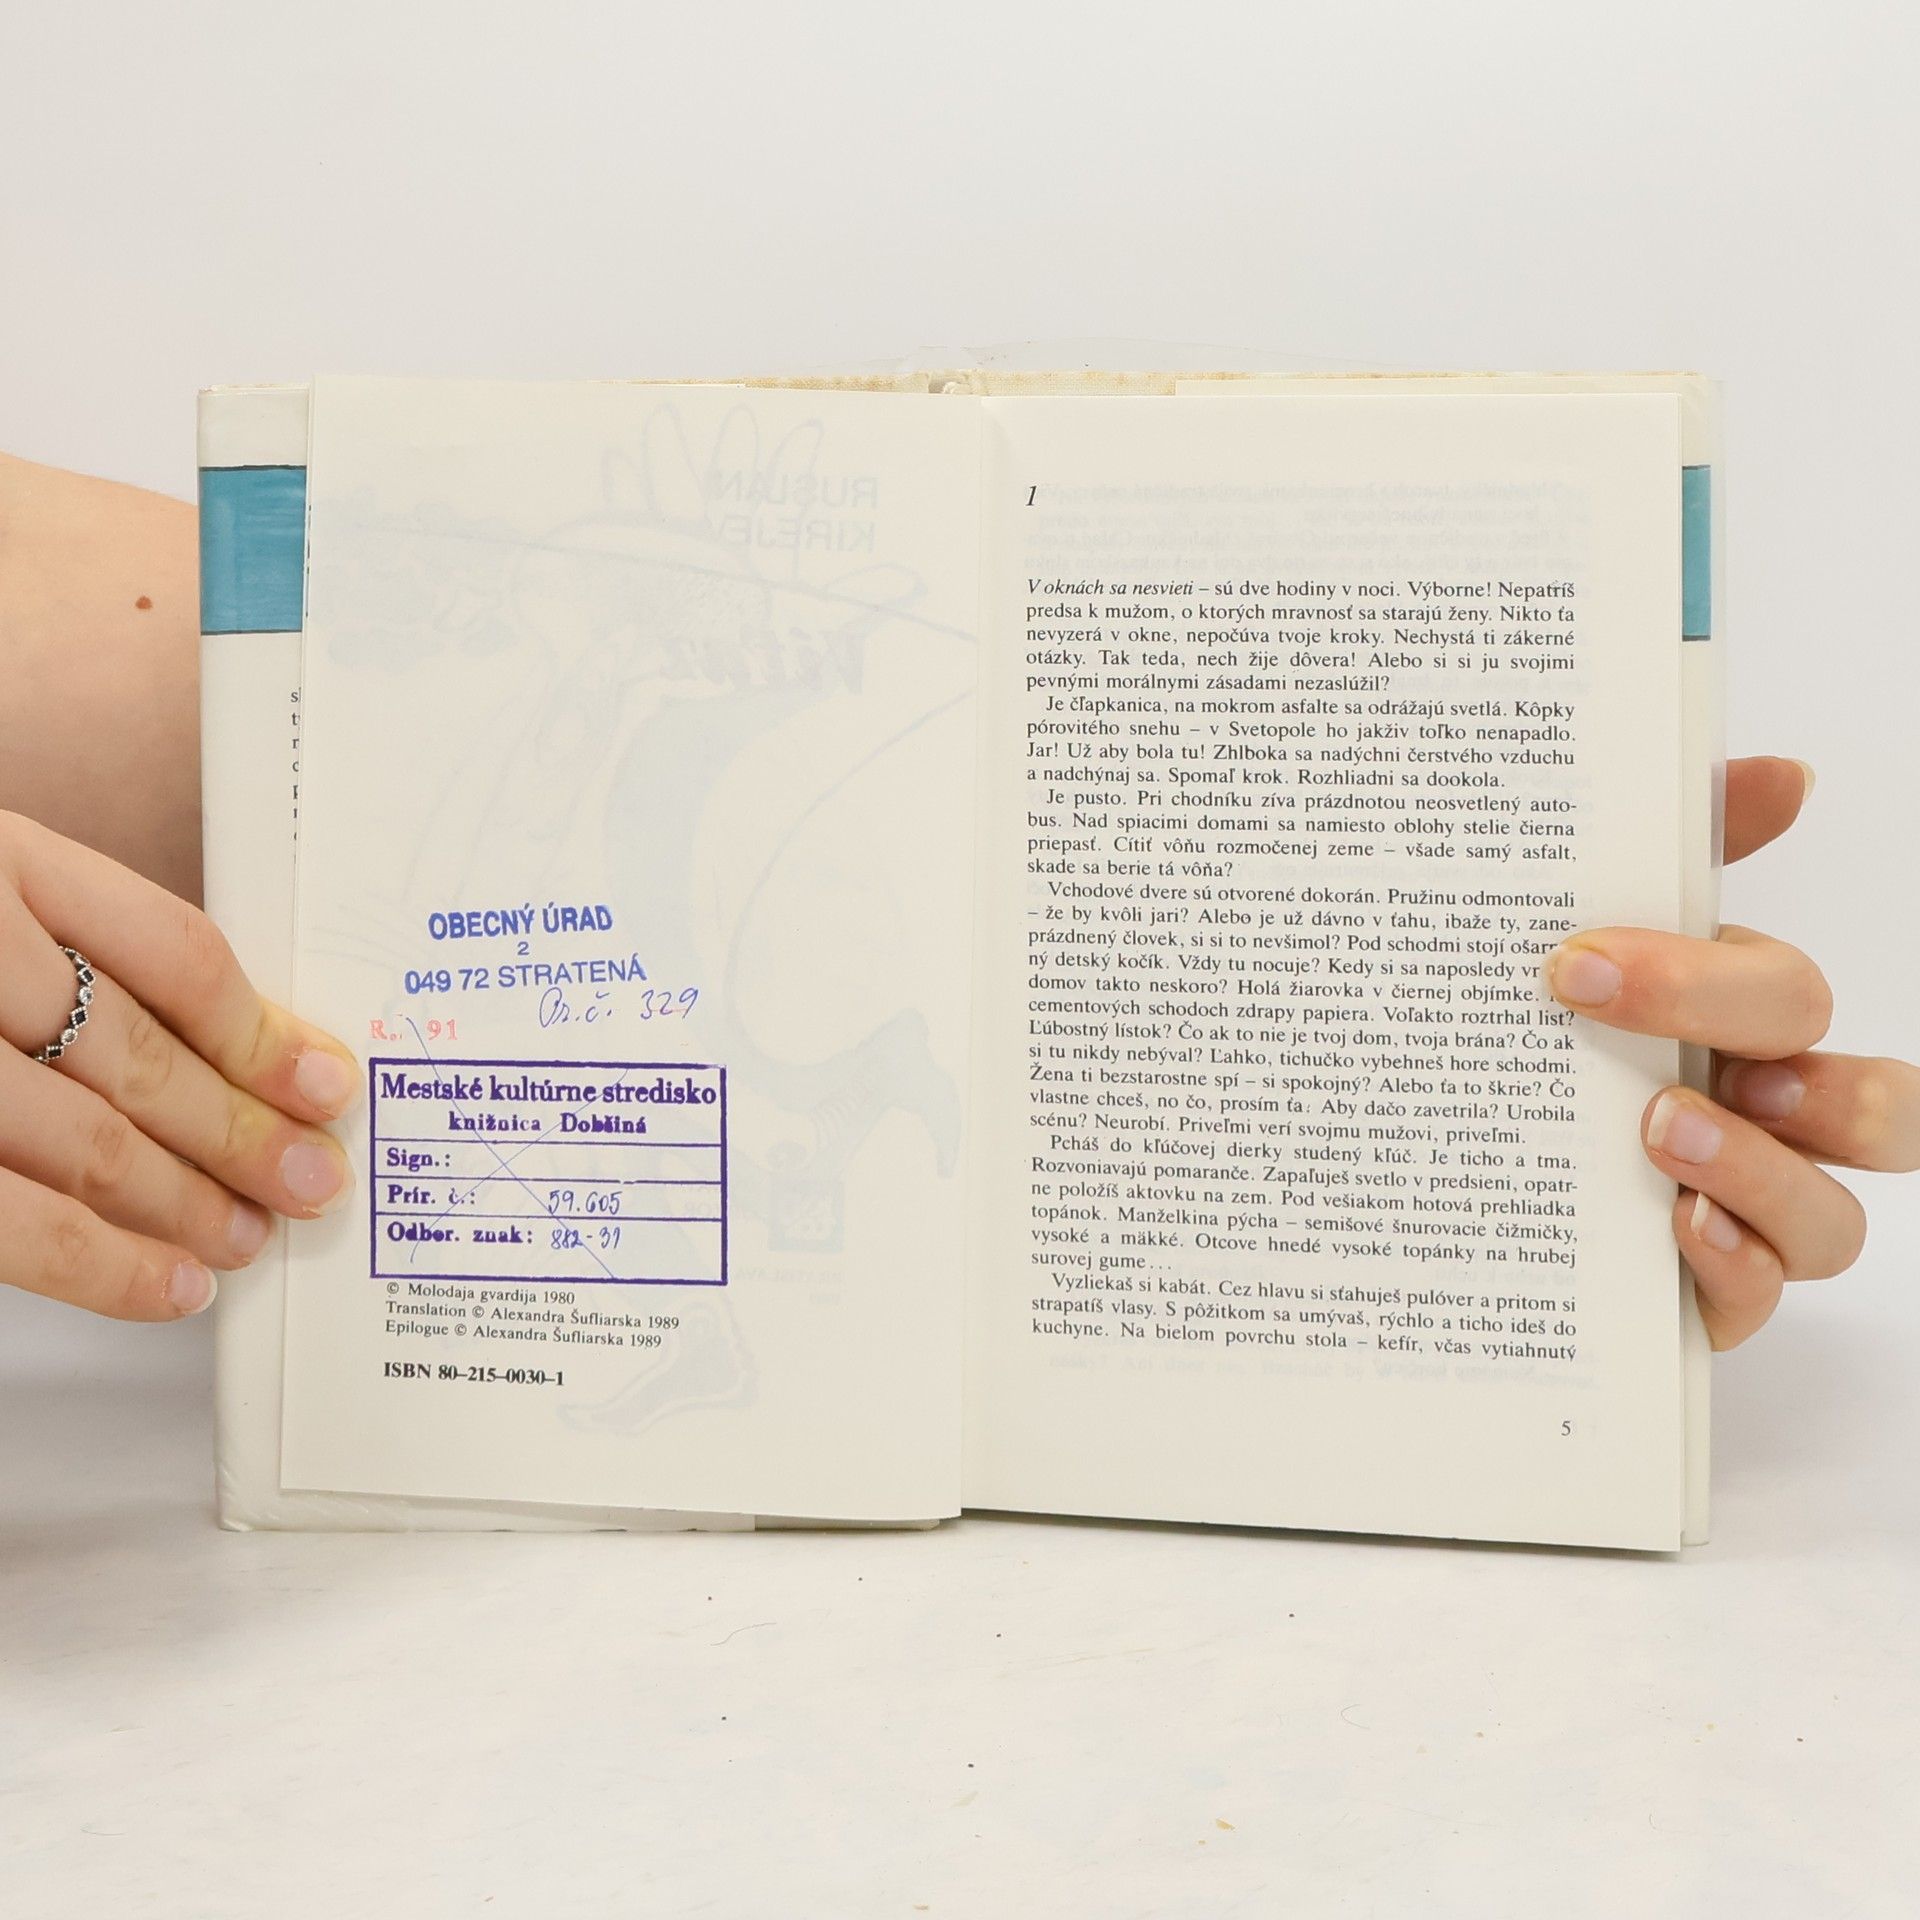 OBECNÝ ÚRAD
2
049 72 STRATENÁ
Pr.č. 329
R. 91
Mestské kultúrne stredisko
knižnica Dobšiná
Sign.:
Prír. č.: 59.605
Odbor. znak: 882-31
© Molodaja gvardija 1980
Translation © Alexandra Šufliarska 1989
Epilogue © Alexandra Šufliarska 1989
ISBN 80–215–0030–1
1
V oknách sa nesvieti – sú dve hodiny v noci. Výborne! Nepatríš
predsa k mužom, o ktorých mravnosť sa starajú ženy. Nikto ťa
nevyzerá v okne, nepočúva tvoje kroky. Nechystá ti zákerné
otázky. Tak teda, nech žije dôvera! Alebo si si ju svojimi
pevnými morálnymi zásadami nezaslúžil?
Je čľapkanica, na mokrom asfalte sa odrážajú svetlá. Kôpky
pórovitého snehu – v Svetopole ho jakživ toľko nenapadlo.
Jar! Už aby bola tu! Zhlboka sa nadýchni čerstvého vzduchu
a nadchýnaj sa. Spomaľ krok. Rozhliadni sa dookola.
Je pusto. Pri chodníku zíva prázdnotou neosvetlený auto-
bus. Nad spiacimi domami sa namiesto oblohy stelie čierna
priepasť. Cítiť vôňu rozmočenej zeme – všade samý asfalt,
skade sa berie tá vôňa?
Vchodové dvere sú otvorené dokorán. Pružinu odmontovali
– že by kvôli jari? Alebo je už dávno v ťahu, ibaže ty, zane-
prázdnený človek, si si to nevšimol? Pod schodmi stojí ošar
ný detský kočík. Vždy tu nocuje? Kedy si sa naposledy vr
domov takto neskoro? Holá žiarovka v čiernej objímke.
cementových schodoch zdrapy papiera. Voľakto roztrhal list?
Ľúbostný lístok? Čo ak to nie je tvoj dom, tvoja brána? Čo ak
si tu nikdy nebýval? Ľahko, tichučko vybehneš hore schodmi.
Žena ti bezstarostne spí – si spokojný? Alebo ťa to škrie? Čo
vlastne chceš, no čo, prosím ťa: Aby dačo zavetrila? Urobila
scénu? Neurobí. Priveľmi verí svojmu mužovi, priveľmi.
Pcháš do kľúčovej dierky studený kľúč. Je ticho a tma.
Rozvoniavajú pomaranče. Zapaľuješ svetlo v predsieni, opatr-
ne položíš aktovku na zem. Pod vešiakom hotová prehliadka
topánok. Manželkina pýcha – semišové šnurovacie čižmičky,
vysoké a mäkké. Otcove hnedé vysoké topánky na hrubej
surovej gume...
Vyzliekaš si kabát. Cez hlavu si sťahuješ pulóver a pritom si
strapatíš vlasy. S pôžitkom sa umývaš, rýchlo a ticho ideš do
kuchyne. Na bielom povrchu stola – kefír, včas vytiahnutý
5